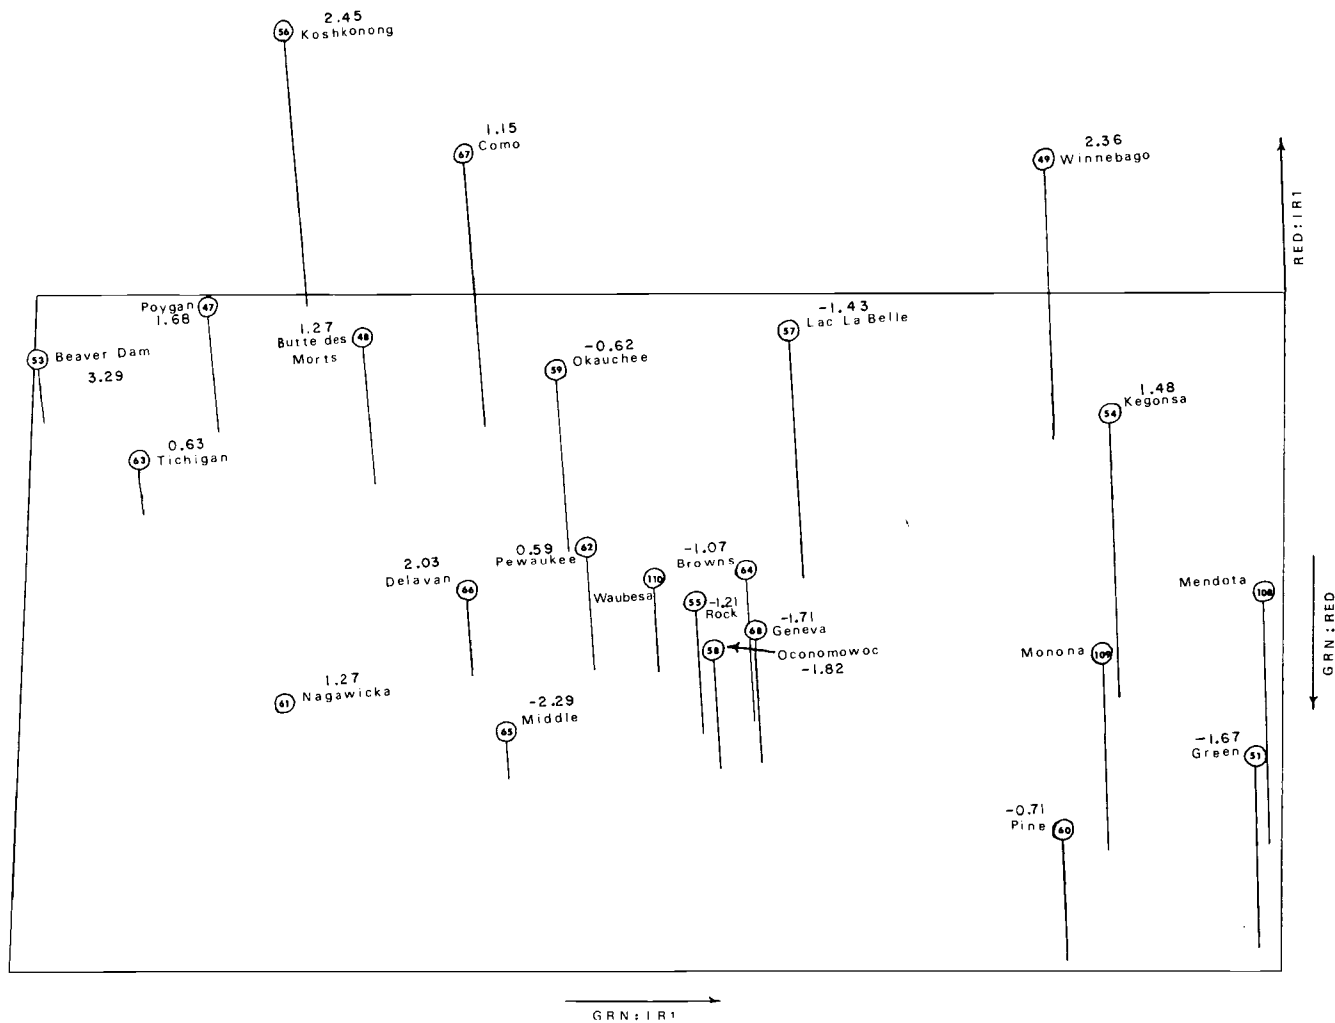 2.45
56 Koshkonong
1.15
67 Como
2.36
49 Winnebago
RED:IR1
Poygan 47
1.68
1.27
Butte des 48
Morts
-1.43
57 Lac La Belle
53 Beaver Dam
3.29
-0.62
59 Okauchee
1.48
54 Kegonsa
0.63
63 Tichigan
0.59
Pewaukee 62
-1.07
Browns 64
2.03
Delavan 66
Waubesa 110
55 -1.21
Rock
-1.71
68 Geneva
58 Oconomowoc
-1.82
Mendota 108
Monona 109
GRN:RED
1.27
61 Nagawicka
-2.29
65 Middle
-1.67
Green 51
-0.71
Pine 60
GRN:IR1